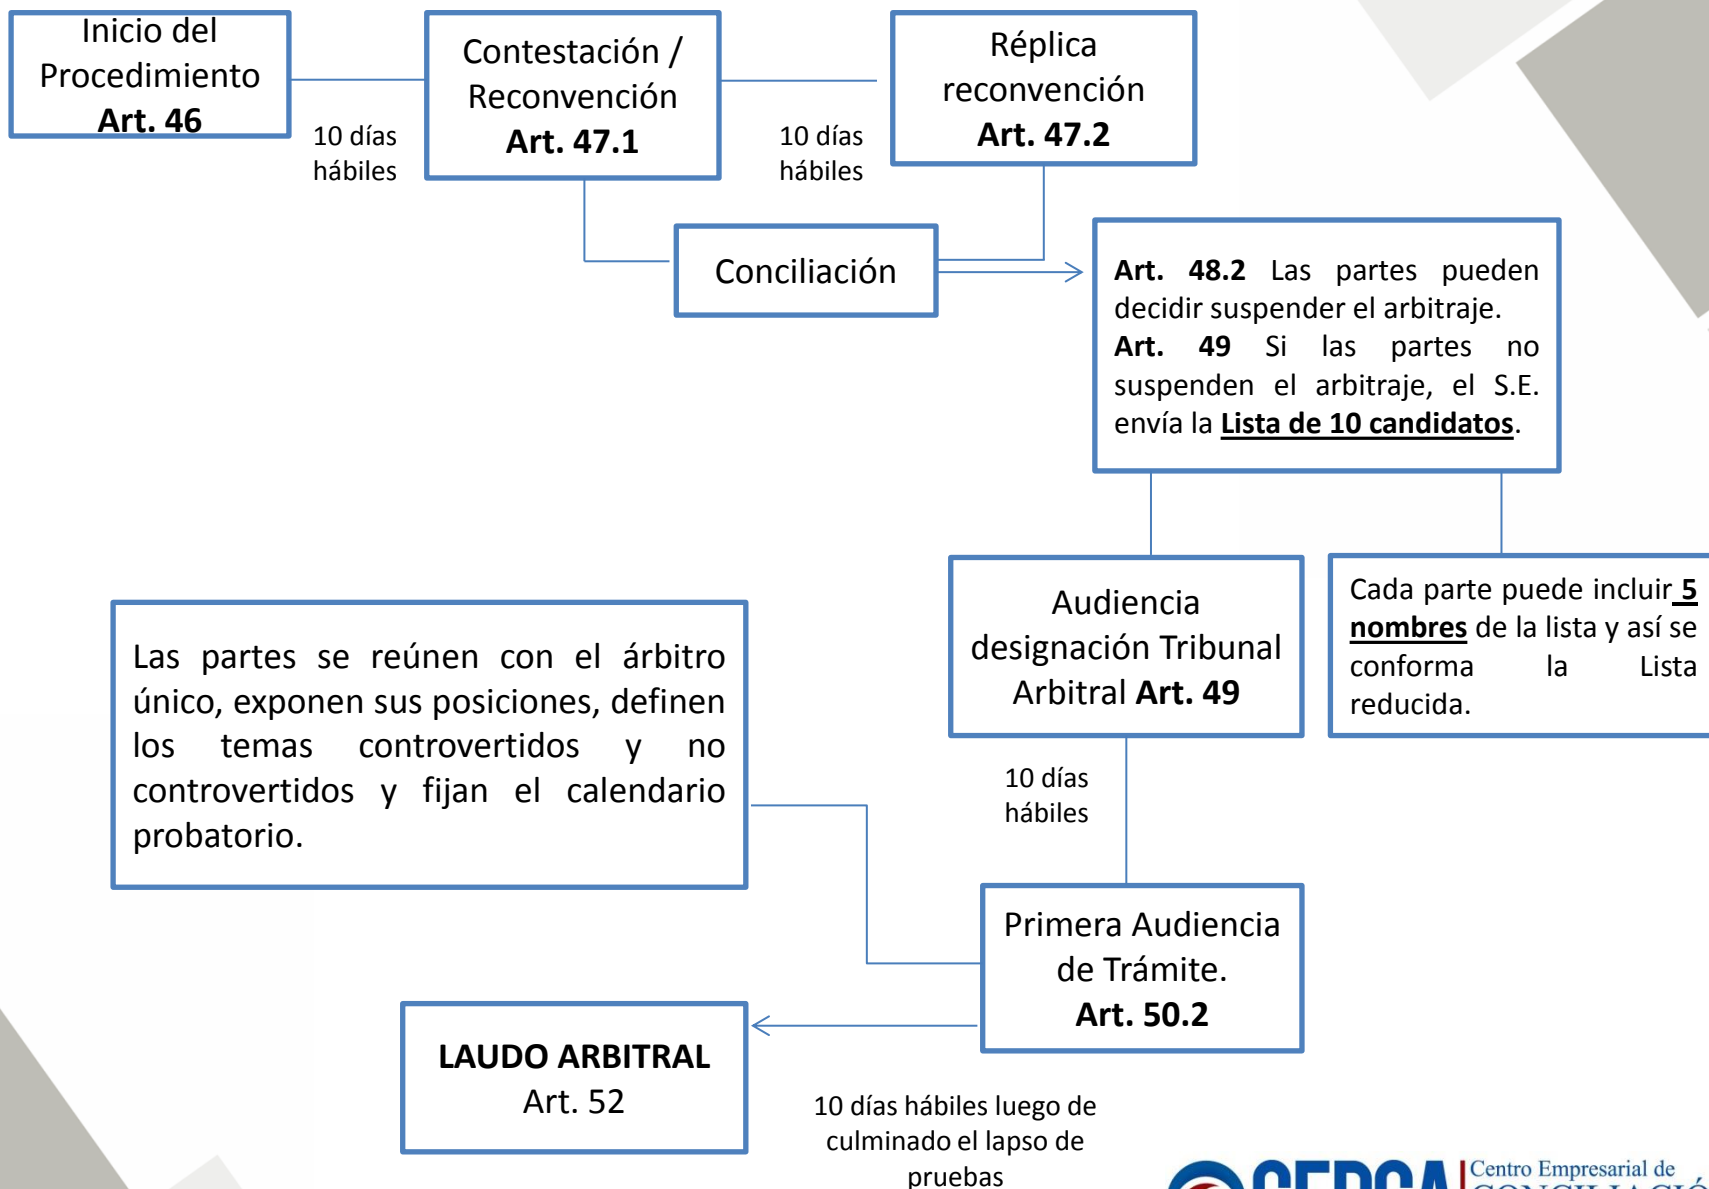 Inicio del
Procedimiento
Art. 46
10 días
hábiles
Contestación /
Reconvención
Art. 47.1
10 días
hábiles
Réplica
reconvención
Art. 47.2
Conciliación
Art. 48.2 Las partes pueden
decidir suspender el arbitraje.
Art. 49 Si las partes no
suspenden el arbitraje, el S.E.
envía la Lista de 10 candidatos.
Audiencia
designación Tribunal
Arbitral Art. 49
Cada parte puede incluir 5
nombres de la lista y así se
conforma la Lista
reducida.
Las partes se reúnen con el árbitro
único, exponen sus posiciones, definen
los temas controvertidos y no
controvertidos y fijan el calendario
probatorio.
10 días
hábiles
Primera Audiencia
de Trámite.
Art. 50.2
LAUDO ARBITRAL
Art. 52
10 días hábiles luego de
culminado el lapso de
pruebas
Centro Empresarial de